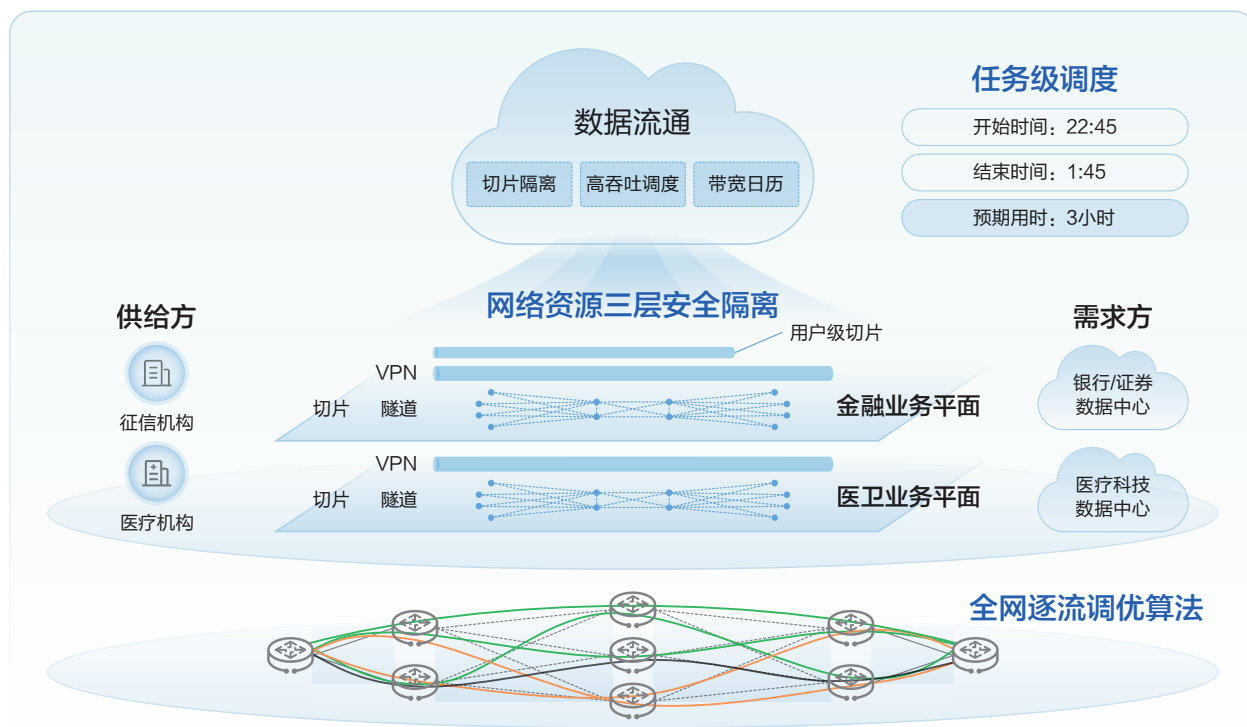 数据流通
切片隔离
高吞吐调度
带宽日历
任务级调度
开始时间：22:45
结束时间：1:45
预期用时：3小时
网络资源三层安全隔离
供给方
征信机构
医疗机构
用户级切片
VPN
切片
隧道
金融业务平面
VPN
切片
隧道
医卫业务平面
需求方
银行/证券
数据中心
医疗科技
数据中心
全网逐流调优算法